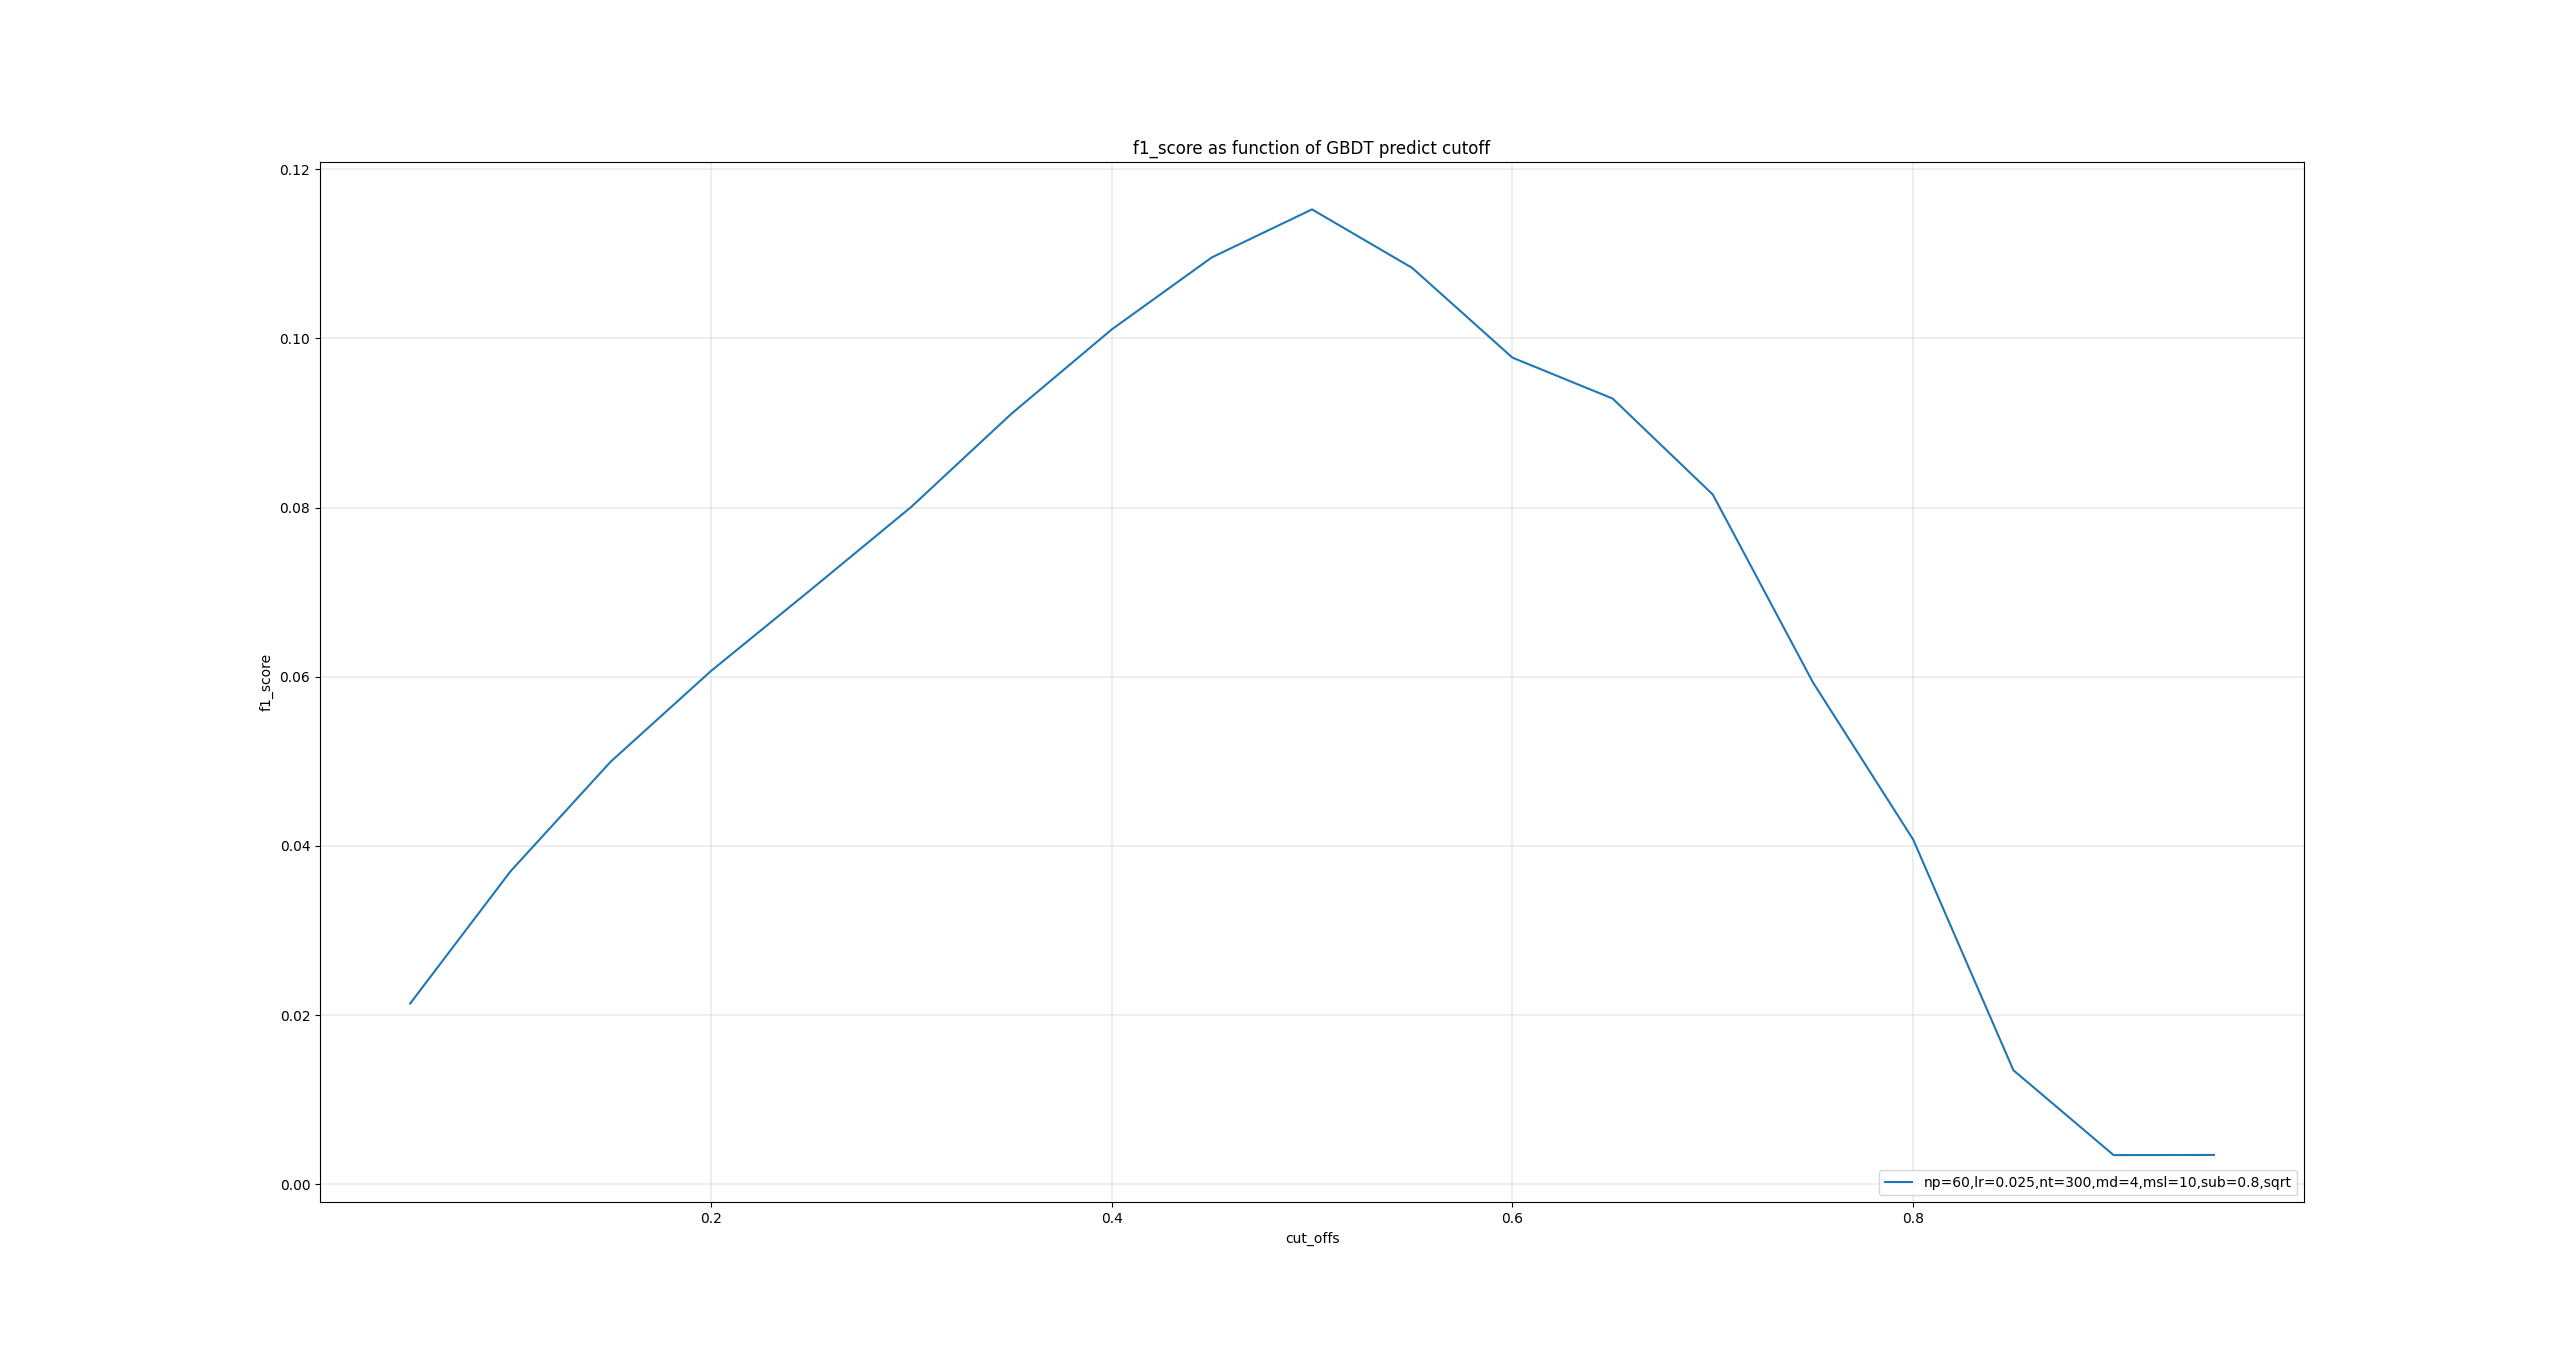 f1_score as function of GBDT predict cutoff
0.12
0.10
0.08
0.06
0.04
0.02
0.00
f1_score
0.2
0.4
0.6
0.8
cut_offs
np=60,lr=0.025,nt=300,md=4,msl=10,sub=0.8,sqrt